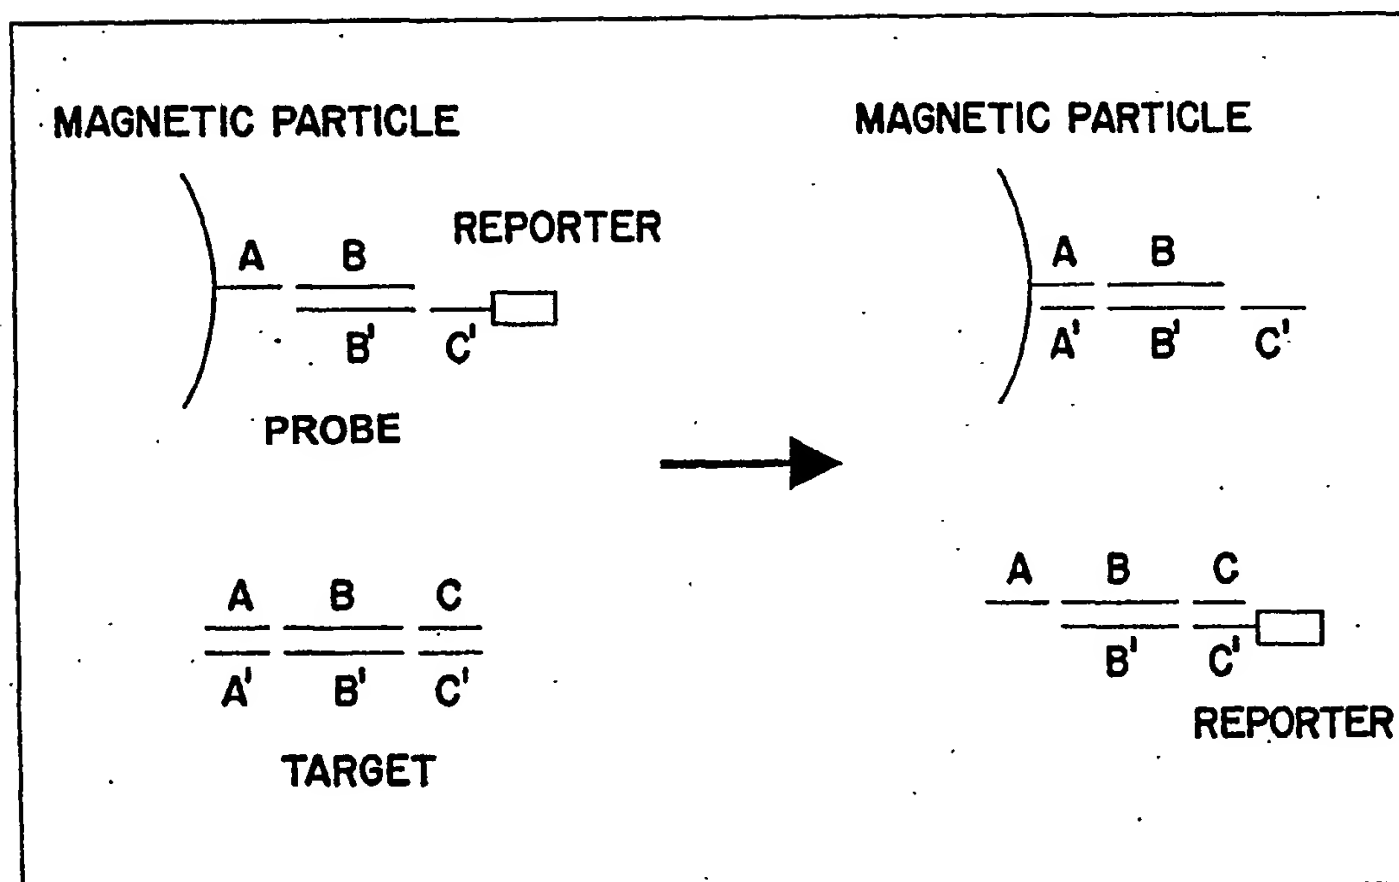 MAGNETIC PARTICLE
A B REPORTER
B' C'
PROBE
A B C
A' B' C'
TARGET
MAGNETIC PARTICLE
A B
A' B' C'
A B C
B' C'
REPORTER